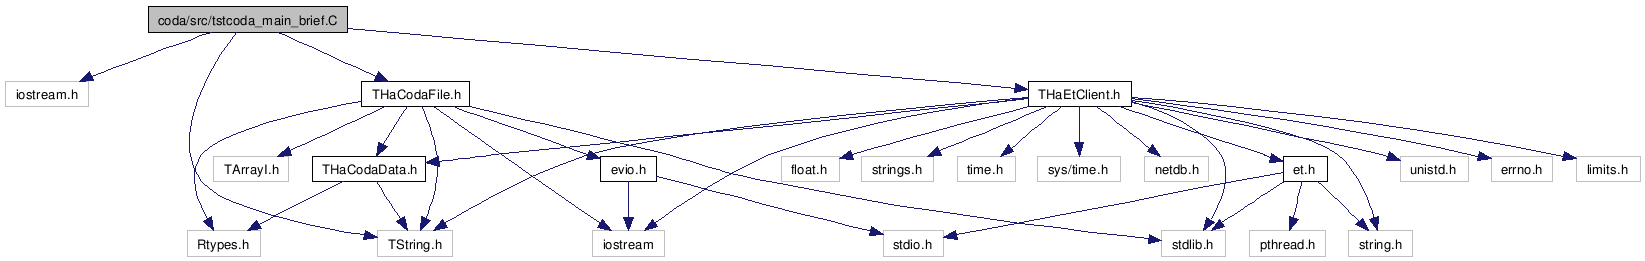 coda/src/tstcoda_main_brief.C
iostream.h
THaCodaFile.h
THaEtClient.h
TArrayI.h
THaCodaData.h
evio.h
float.h
strings.h
time.h
sys/time.h
netdb.h
et.h
unistd.h
errno.h
limits.h
Rtypes.h
TString.h
iostream
stdio.h
stdlib.h
pthread.h
string.h